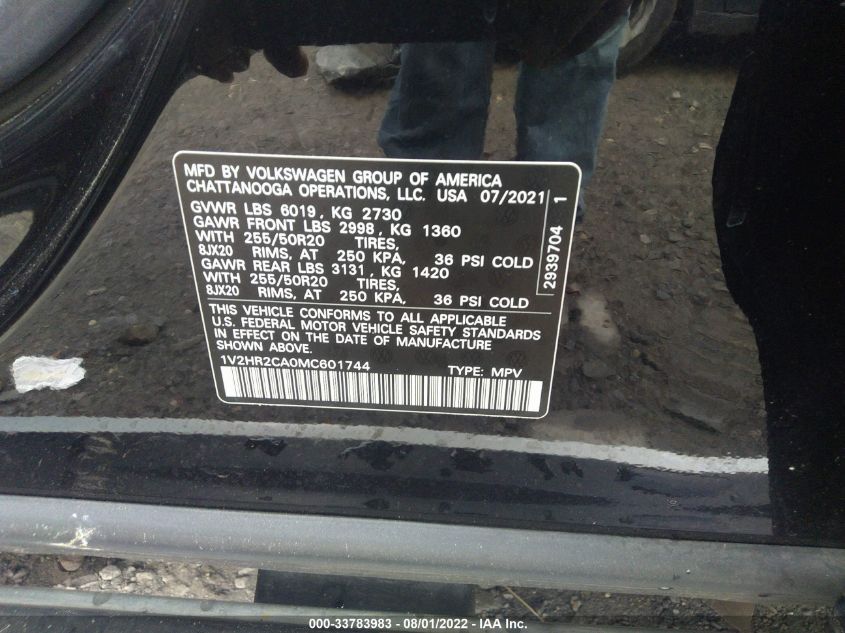 MFD BY VOLKSWAGEN GROUP OF AMERICA
CHATTANOOGA OPERATIONS, LLC. USA 07/2021
GVWR LBS 6019, KG 2730
GAWR FRONT LBS 2998, KG 1360
WITH 255/50R20 TIRES,
8JX20 RIMS, AT 250 KPA, 36 PSI COLD
GAWR REAR LBS 3131, KG 1420
WITH 255/50R20 TIRES,
8JX20 RIMS, AT 250 KPA, 36 PSI COLD
2939704 1
THIS VEHICLE CONFORMS TO ALL APPLICABLE
U.S. FEDERAL MOTOR VEHICLE SAFETY STANDARDS
IN EFFECT ON THE DATE OF MANUFACTURE
SHOWN ABOVE.
1V2HR2CA0MC601744 TYPE: MPV
000-33783983 - 08/01/2022 - IAA Inc.